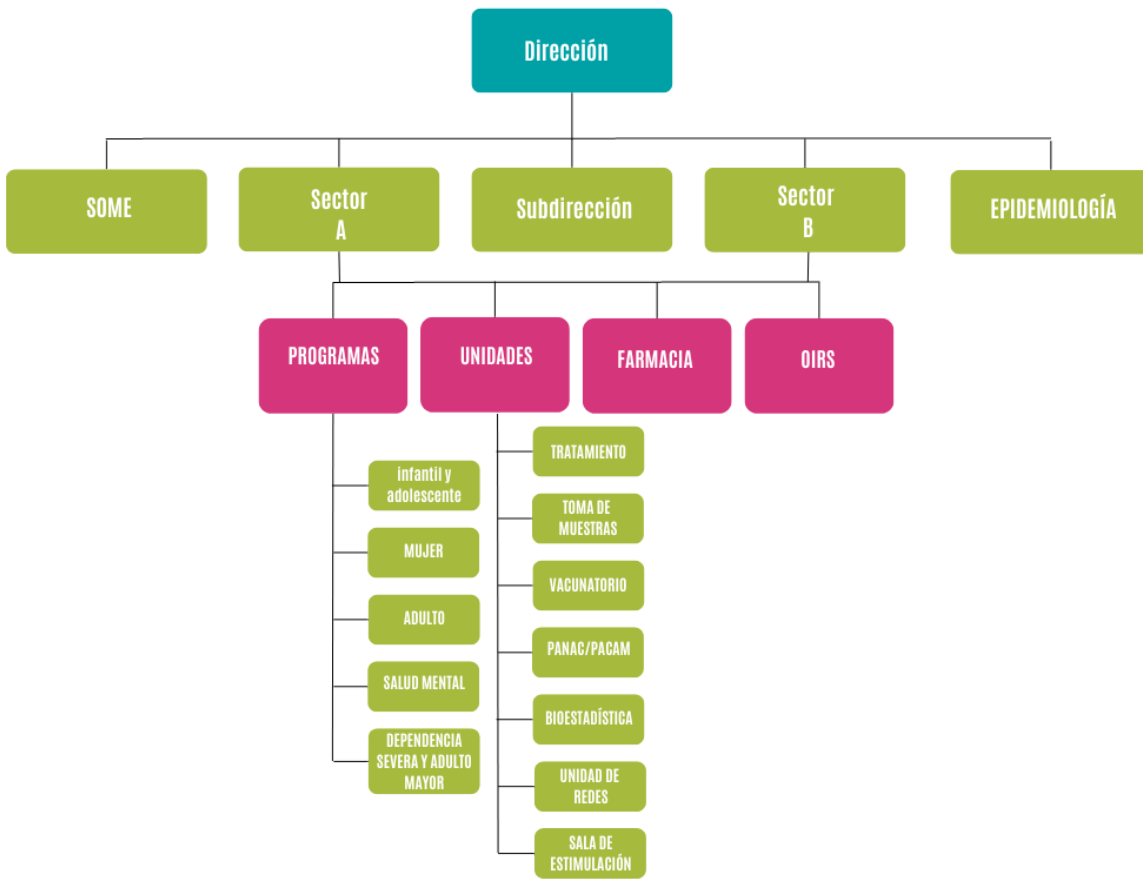 Dirección
SOME
Sector
A
Subdirección
Sector
B
EPIDEMIOLOGÍA
PROGRAMAS
UNIDADES
FARMACIA
OIRS
infantil y
adolescente
MUJER
ADULTO
SALUD MENTAL
DEPENDENCIA
SEVERA Y ADULTO
MAYOR
TRATAMIENTO
TOMA DE
MUESTRAS
VACUNATORIO
PANAC/PACAM
BIOESTADÍSTICA
UNIDAD DE
REDES
SALA DE
ESTIMULACIÓN